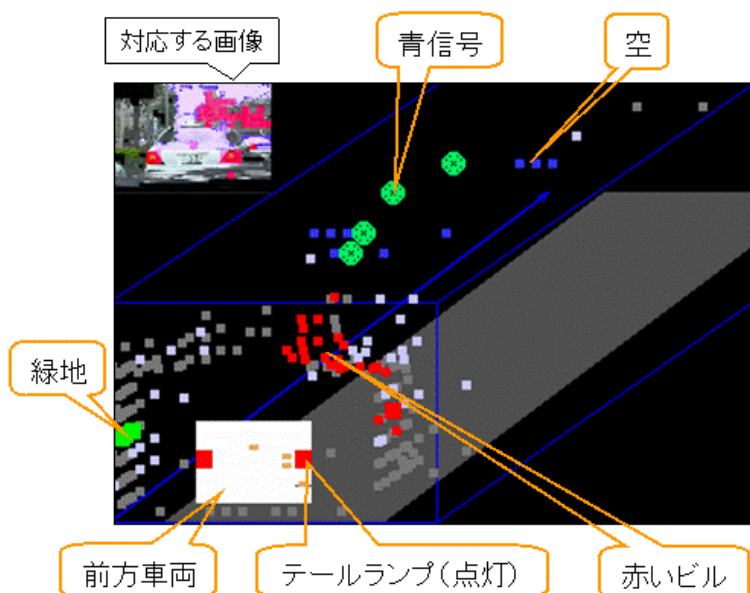 対応する画像
青信号
空
緑地
前方車両
テールランプ(点灯)
赤いビル